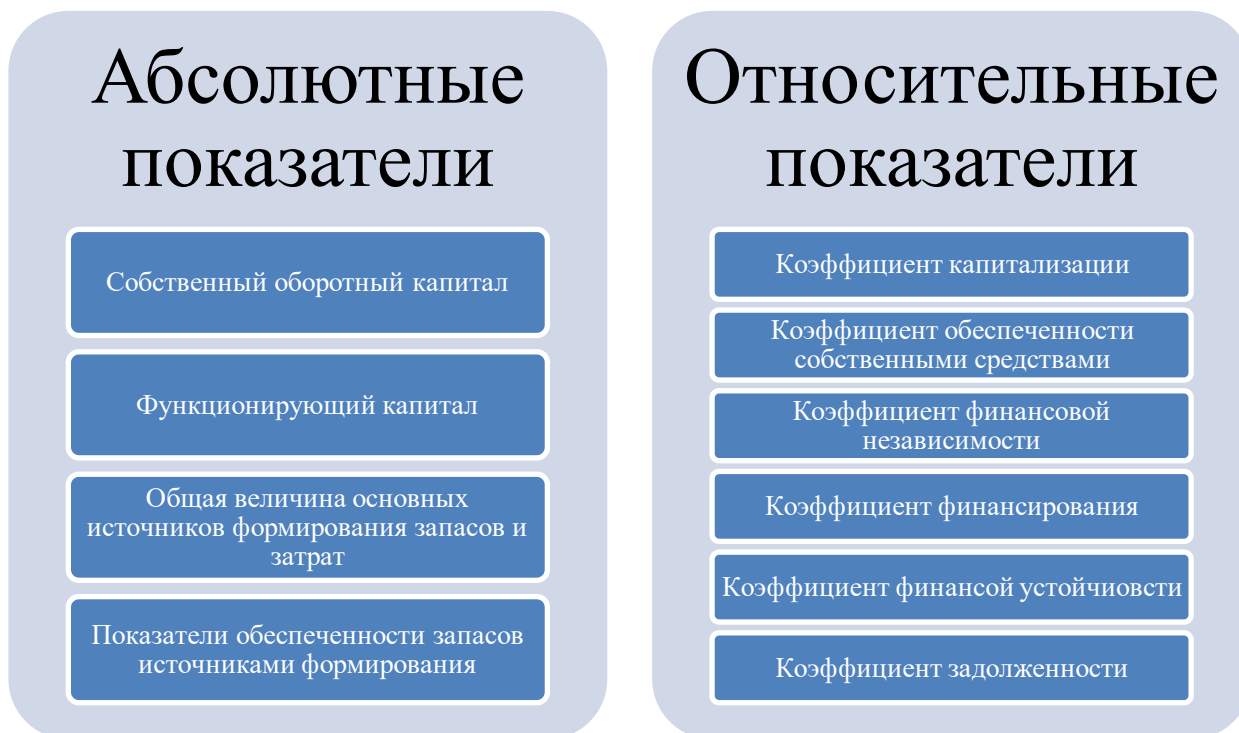 Абсолютные
показатели
Собственный оборотный капитал
Функционирующий капитал
Общая величина основных
источников формирования запасов и
затрат
Показатели обеспеченности запасов
источниками формирования
Относительные
показатели
Коэффициент капитализации
Коэффициент обеспеченности
собственными средствами
Коэффициент финансовой
независимости
Коэффициент финансирования
Коэффициент финансой устойчиовсти
Коэффициент задолженности